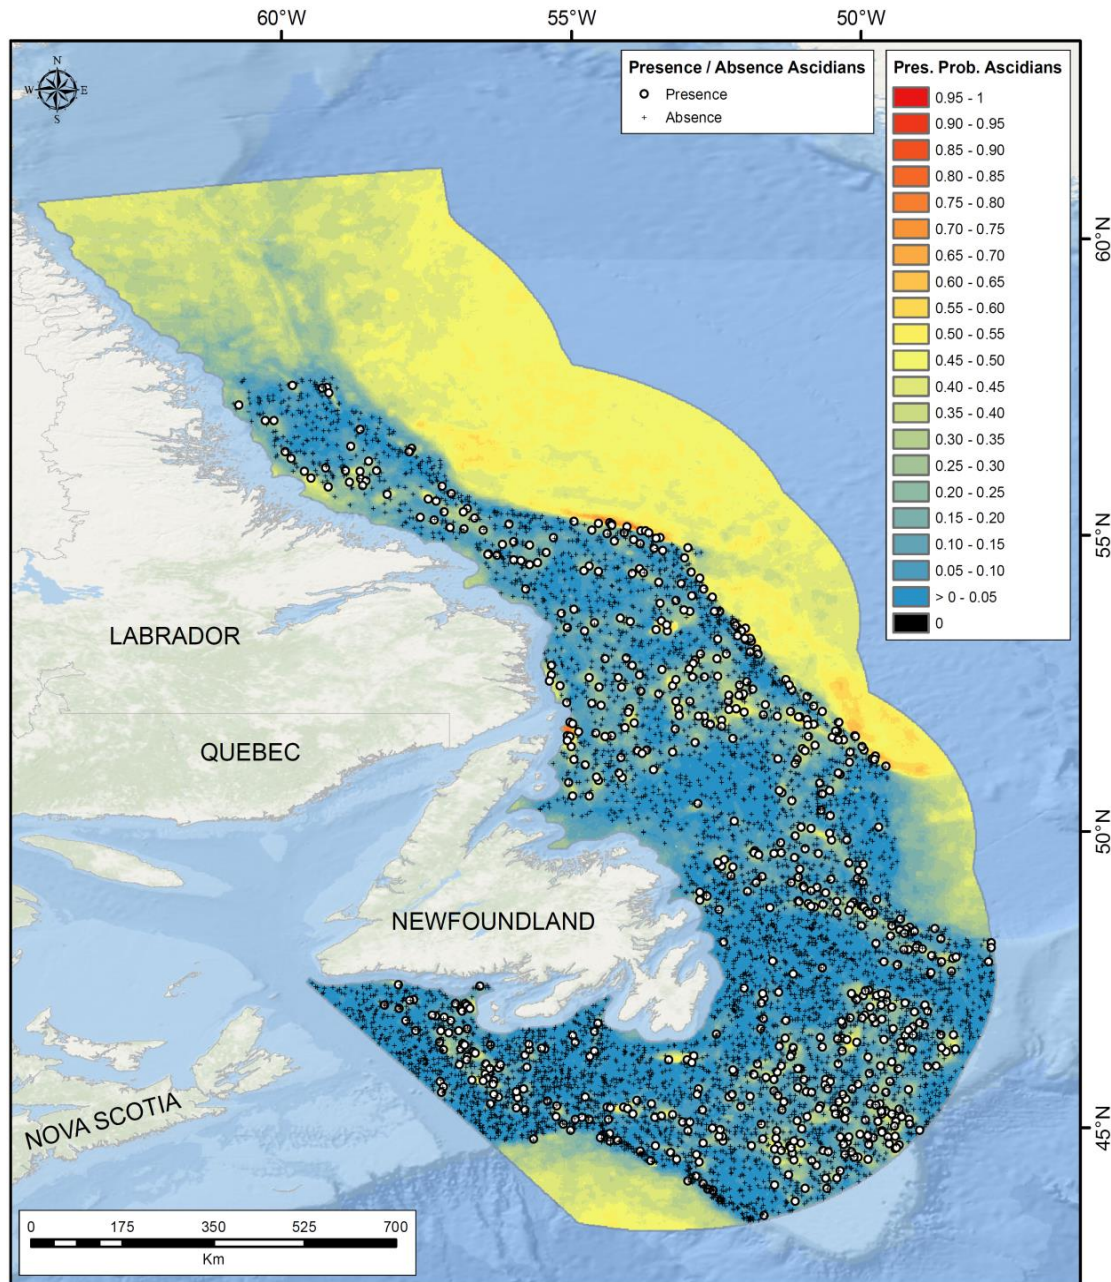 60°W 55°W 50°W
N
W E
S
Presence / Absence Ascidians
Presence
Absence
Pres. Prob. Ascidians
0.95 - 1
0.90 - 0.95
0.85 - 0.90
0.80 - 0.85
0.75 - 0.80
0.70 - 0.75
0.65 - 0.70
0.60 - 0.65
0.55 - 0.60
0.50 - 0.55
0.45 - 0.50
0.40 - 0.45
0.35 - 0.40
0.30 - 0.35
0.25 - 0.30
0.20 - 0.25
0.15 - 0.20
0.10 - 0.15
0.05 - 0.10
> 0 - 0.05
0
60°N
55°N
50°N
45°N
LABRADOR
QUEBEC
NEWFOUNDLAND
NOVA SCOTIA
0 175 350 525 700
Km